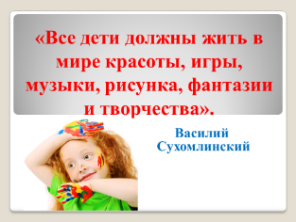 «Все дети должны жить в
мире красоты, игры,
музыки, рисунка, фантазии
и творчества».
Василий
Сухомлинский